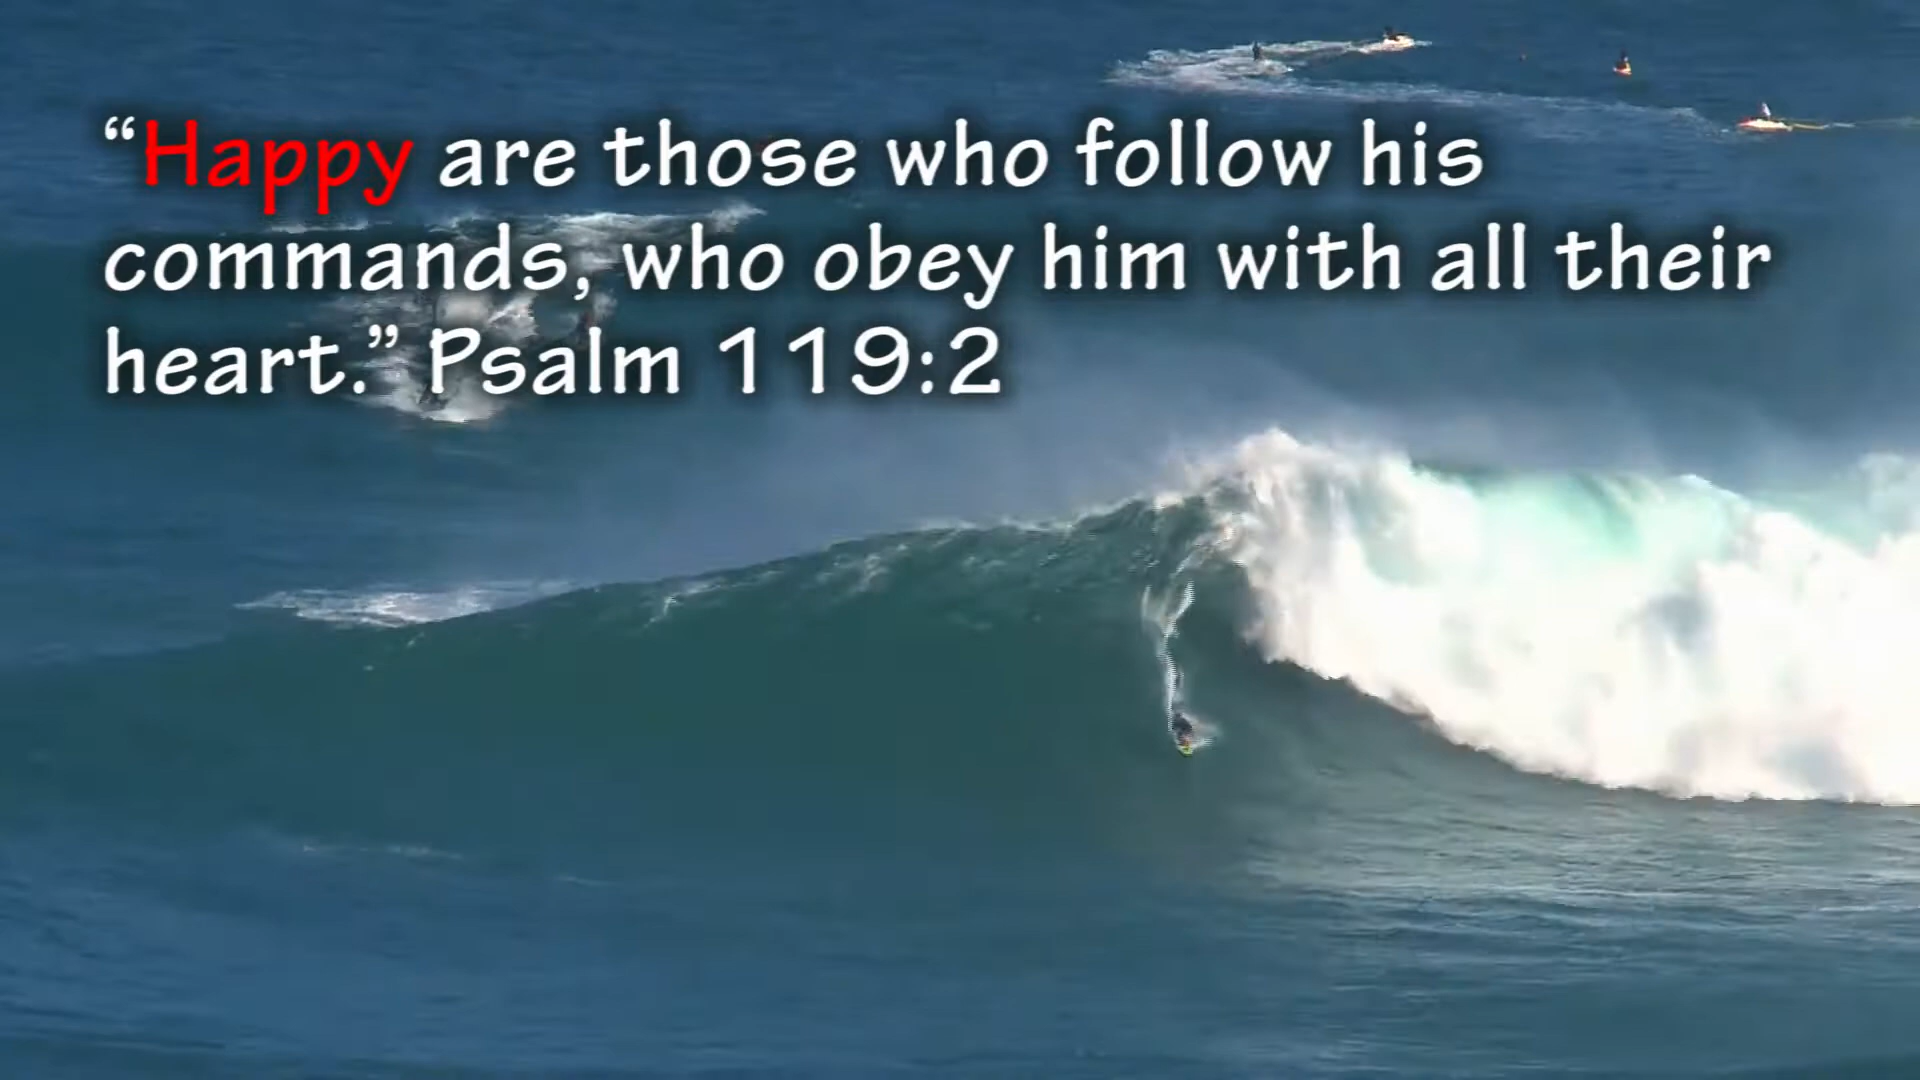 “Happy are those who follow his
commands, who obey him with all their
heart.” Psalm 119:2